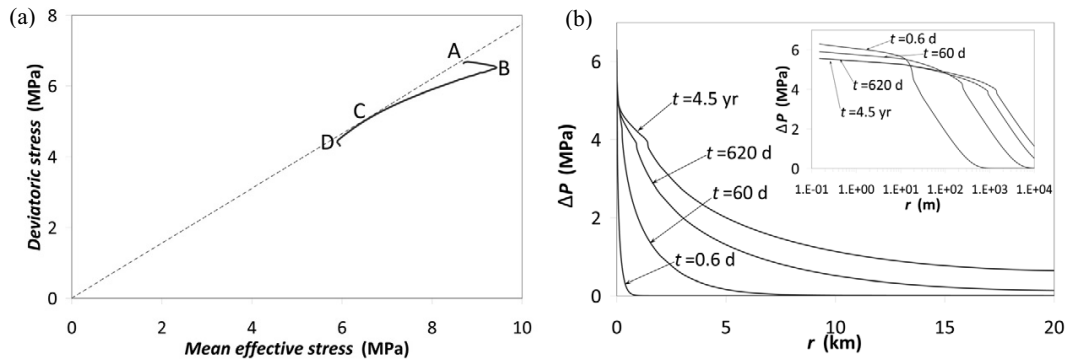 (a)
8
6
4
2
0
0
2
4
6
8
10
Deviatoric stress (MPa)
Mean effective stress (MPa)
A
B
C
D
(b)
6
4
2
0
0
5
10
15
20
ΔP (MPa)
r (km)
t =4.5 yr
t =620 d
t =60 d
t =0.6 d
6
4
2
0
1.E-01
1.E+00
1.E+01
1.E+02
1.E+03
1.E+04
ΔP (MPa)
r (m)
t =0.6 d
t =60 d
t =620 d
t =4.5 yr